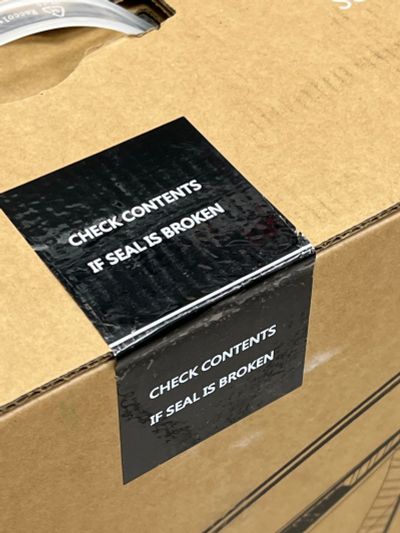 CHECK CONTENTS
IF SEAL IS BROKEN
CHECK CONTENTS
IF SEAL IS BROKEN